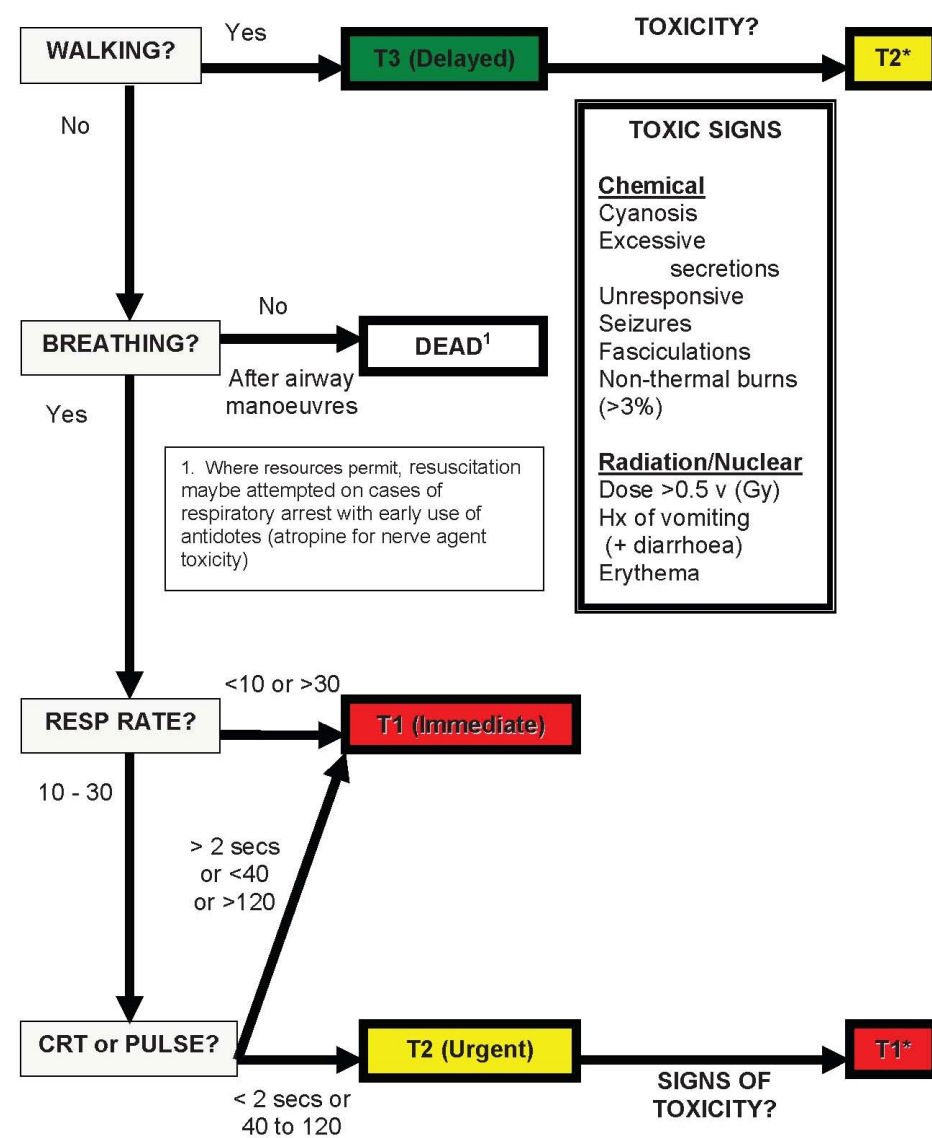 WALKING?
Yes
T3 (Delayed)
TOXICITY?
T2*
No
TOXIC SIGNS
Chemical
Cyanosis
Excessive
secretions
Unresponsive
Seizures
Fasciculations
Non-thermal burns
(>3%)
Radiation/Nuclear
Dose >0.5 v (Gy)
Hx of vomiting
(+ diarrhoea)
Erythema
BREATHING?
No
After airway
manoeuvres
DEAD1
Yes
1. Where resources permit, resuscitation
maybe attempted on cases of
respiratory arrest with early use of
antidotes (atropine for nerve agent
toxicity)
RESP RATE?
<10 or >30
T1 (Immediate)
10 - 30
> 2 secs
or <40
or >120
CRT or PULSE?
< 2 secs or
40 to 120
T2 (Urgent)
SIGNS OF
TOXICITY?
T1*